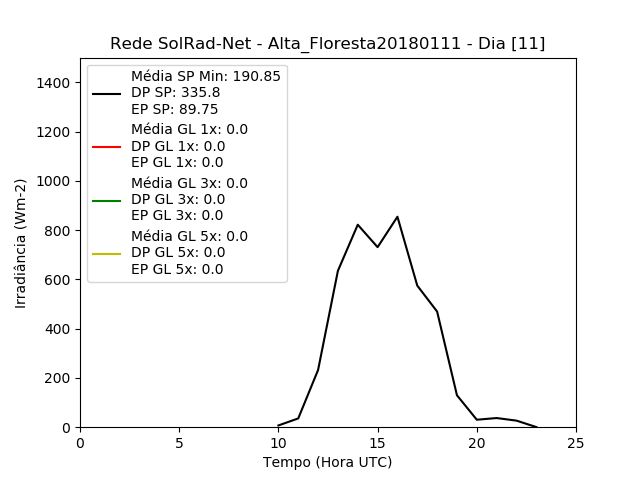 Rede SolRad-Net - Alta_Floresta20180111 - Dia [11]
Média SP Min: 190.85
DP SP: 335.8
EP SP: 89.75
Média GL 1x: 0.0
DP GL 1x: 0.0
EP GL 1x: 0.0
Média GL 3x: 0.0
DP GL 3x: 0.0
EP GL 3x: 0.0
Média GL 5x: 0.0
DP GL 5x: 0.0
EP GL 5x: 0.0
Irradiância (Wm-2)
1400
1200
1000
800
600
400
200
0
0 5 10 15 20 25
Tempo (Hora UTC)